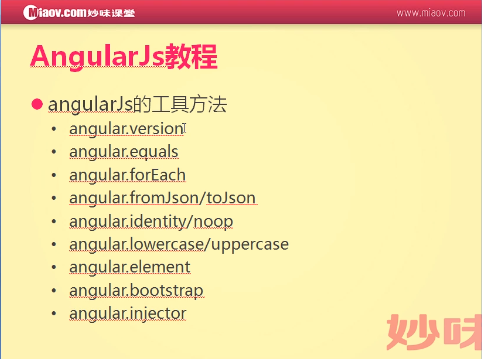 Miaov.com妙味课堂
www.miaov.com
AngularJs教程
angularJs的工具方法
angular.version
angular.equals
angular.forEach
angular.fromJson/toJson
angular.identity/noop
angular.lowercase/uppercase
angular.element
angular.bootstrap
angular.injector
妙味